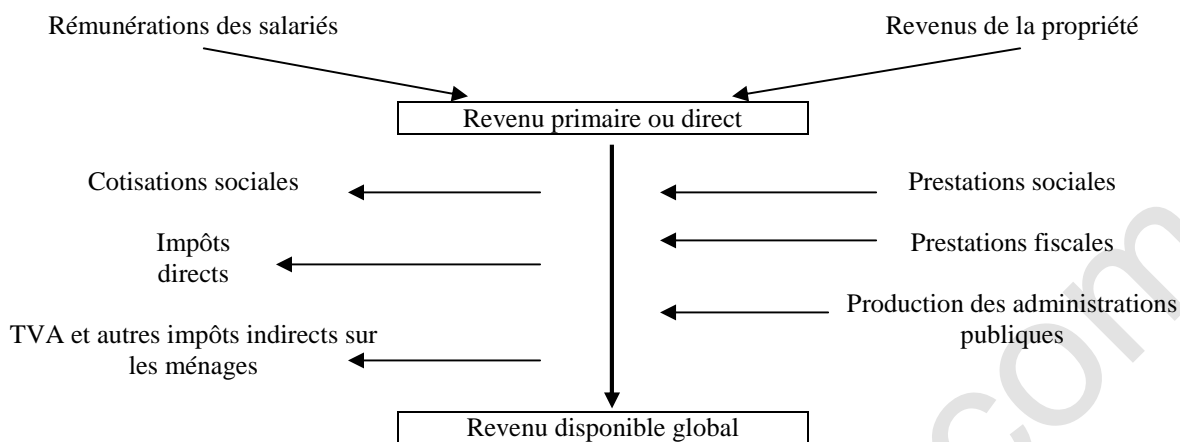 Rémunérations des salariés
Revenus de la propriété
Revenu primaire ou direct
Cotisations sociales
Prestations sociales
Impôts
directs
Prestations fiscales
Production des administrations
publiques
TVA et autres impôts indirects sur
les ménages
Revenu disponible global
com